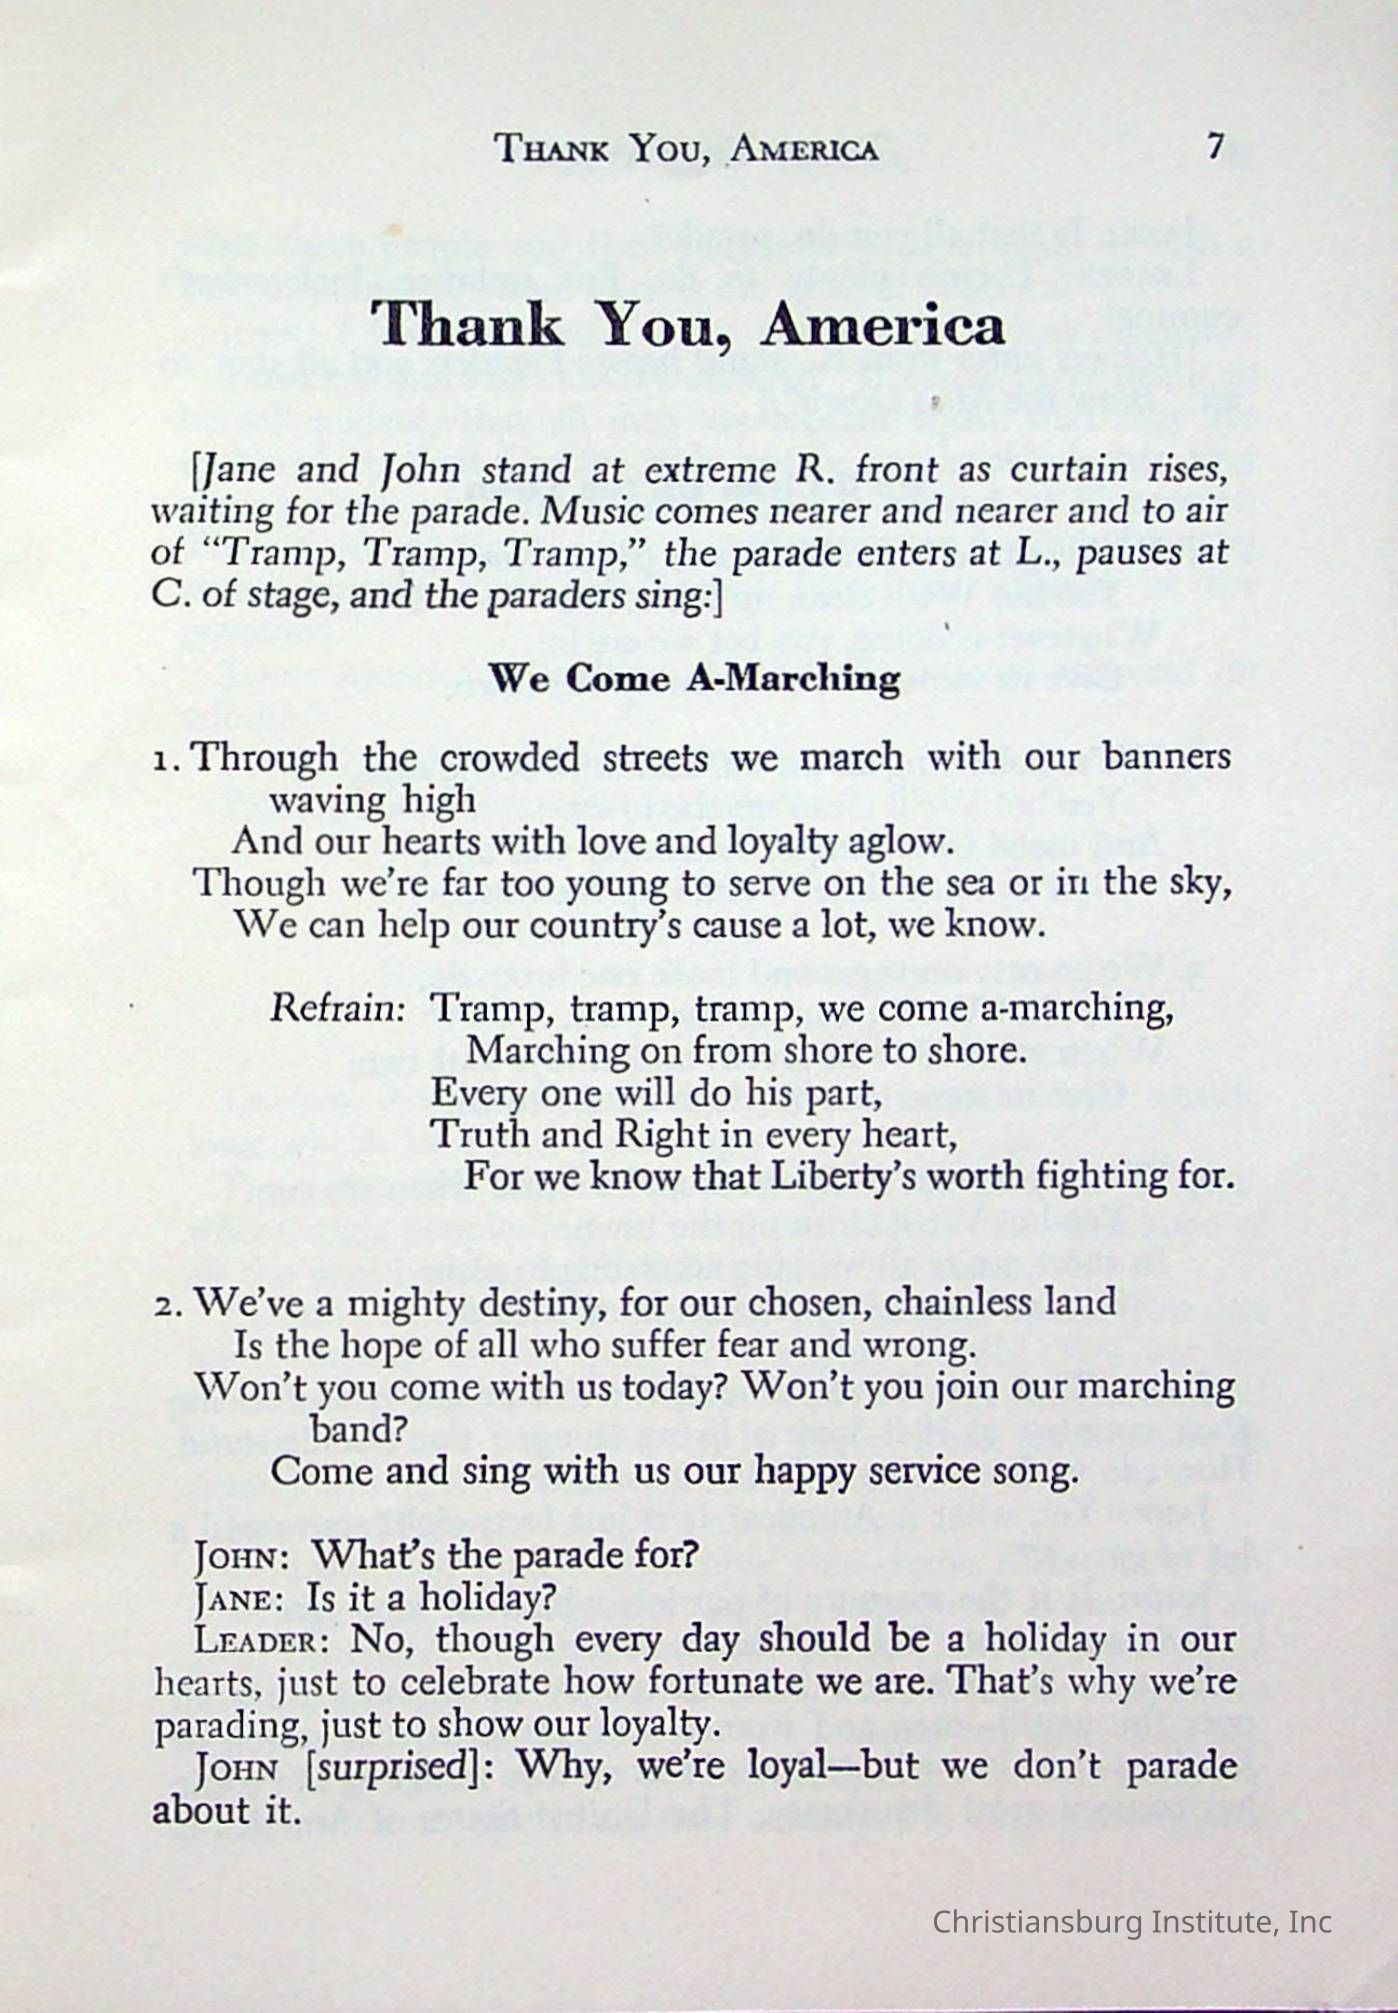 THANK YOU, AMERICA 7
Thank You, America
[Jane and John stand at extreme R. front as curtain rises,
waiting for the parade. Music comes nearer and nearer and to air
of “Tramp, Tramp, Tramp,” the parade enters at L., pauses at
C. of stage, and the paraders sing:]
We Come A-Marching
1. Through the crowded streets we march with our banners
waving high
And our hearts with love and loyalty aglow.
Though we’re far too young to serve on the sea or in the sky,
We can help our country’s cause a lot, we know.
Refrain: Tramp, tramp, tramp, we come a-marching,
Marching on from shore to shore.
Every one will do his part,
Truth and Right in every heart,
For we know that Liberty’s worth fighting for.
2. We’ve a mighty destiny, for our chosen, chainless land
Is the hope of all who suffer fear and wrong.
Won’t you come with us today? Won’t you join our marching
band?
Come and sing with us our happy service song.
JOHN: What’s the parade for?
JANE: Is it a holiday?
LEADER: No, though every day should be a holiday in our
hearts, just to celebrate how fortunate we are. That’s why we’re
parading, just to show our loyalty.
JOHN [surprised]: Why, we’re loyal—but we don’t parade
about it.
Christiansburg Institute, Inc